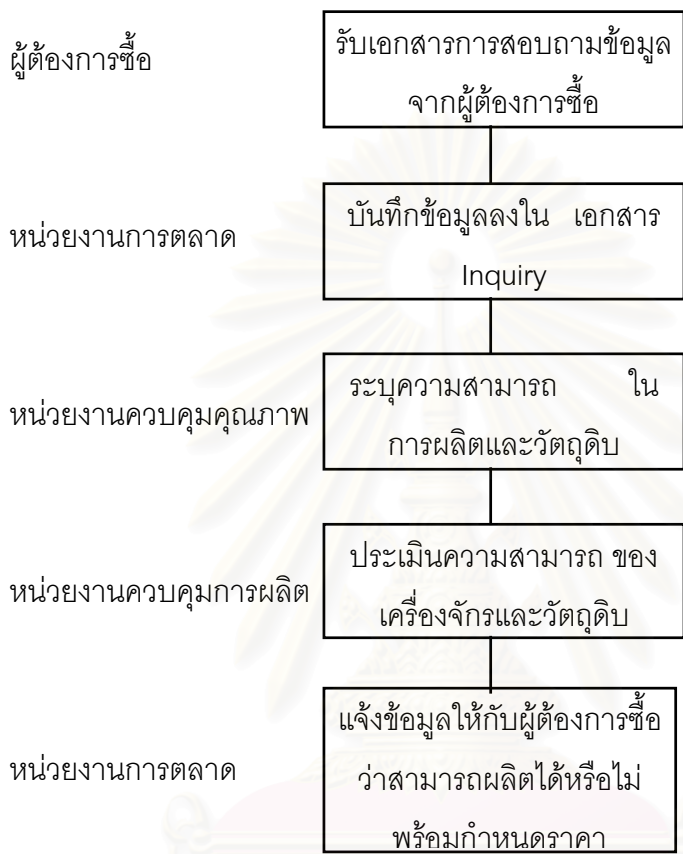 ผู้ต้องการซื้อ
รับเอกสารการสอบถามข้อมูล
จากผู้ต้องการซื้อ
หน่วยงานการตลาด
บันทึกข้อมูลลงใน เอกสาร
Inquiry
หน่วยงานควบคุมคุณภาพ
ระบุความสามารถ ใน
การผลิตและวัตถุดิบ
หน่วยงานควบคุมการผลิต
ประเมินความสามารถ ของ
เครื่องจักรและวัตถุดิบ
หน่วยงานการตลาด
แจ้งข้อมูลให้กับผู้ต้องการซื้อ
ว่าสามารถผลิตได้หรือไม่
พร้อมกำหนดราคา